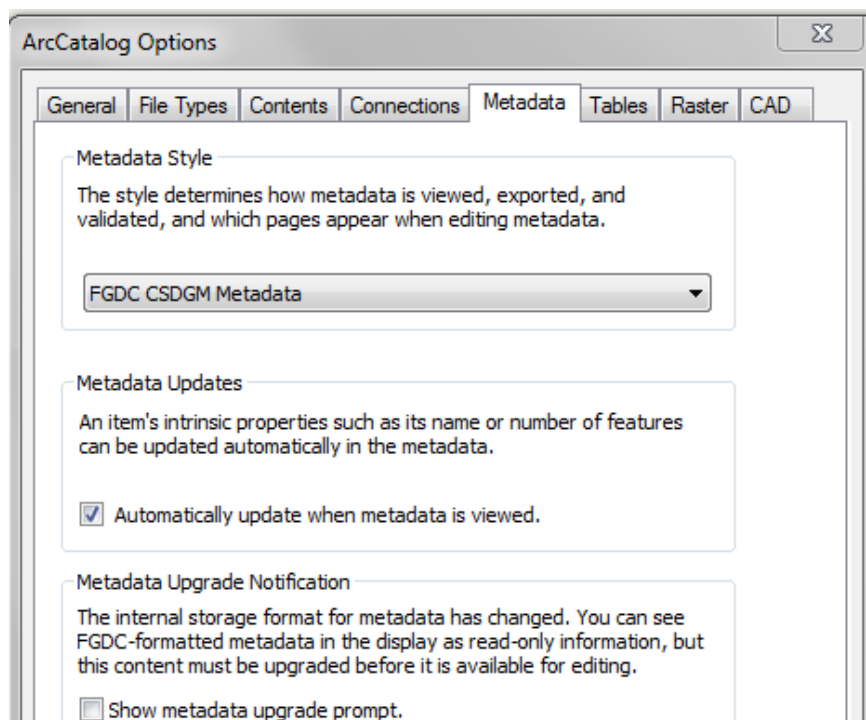 ArcCatalog Options
General File Types Contents Connections Metadata Tables Raster CAD
Metadata Style
The style determines how metadata is viewed, exported, and
validated, and which pages appear when editing metadata.
FGDC CSDGM Metadata
Metadata Updates
An item's intrinsic properties such as its name or number of features
can be updated automatically in the metadata.
Automatically update when metadata is viewed.
Metadata Upgrade Notification
The internal storage format for metadata has changed. You can see
FGDC-formatted metadata in the display as read-only information, but
this content must be upgraded before it is available for editing.
Show metadata upgrade prompt.